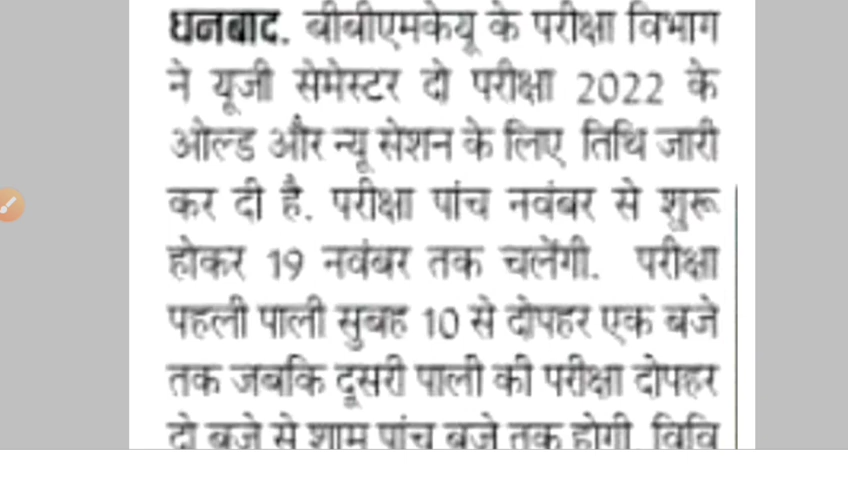 धनबाद. बीबीएमकेयू के परीक्षा विभाग
ने यूजी सेमेस्टर दो परीक्षा 2022 के
ओल्ड और न्यू सेशन के लिए तिथि जारी
कर दी है. परीक्षा पांच नवंबर से शुरू
होकर 19 नवंबर तक चलेंगी. परीक्षा
पहली पाली सुबह 10 से दोपहर एक बजे
तक जबकि दूसरी पाली की परीक्षा दोपहर
दो बजे से शाम पांच बजे तक होगी विवि